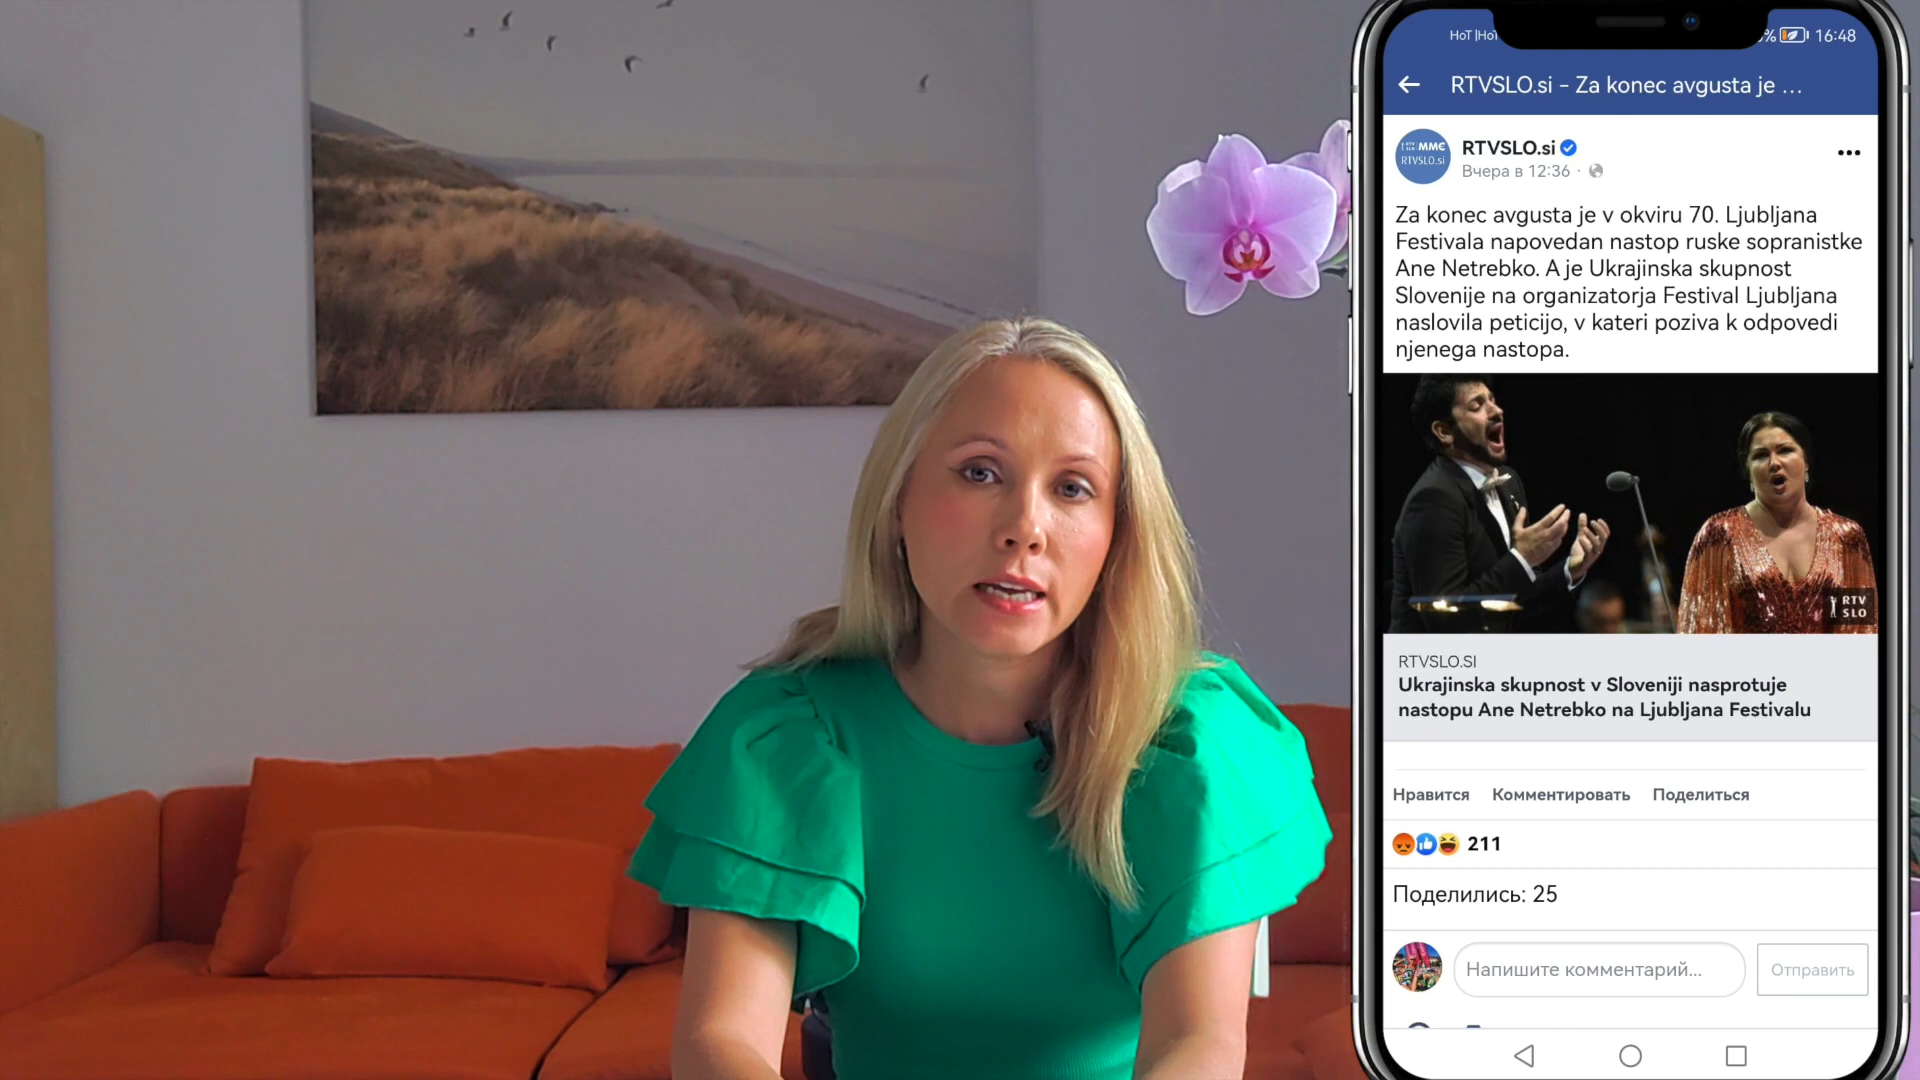 16:48
RTVSLO.si - Za konec avgusta je ...
MMC
RTVSLO.si
RTVSLO.si
Вчера в 12:36 ·
Za konec avgusta je v okviru 70. Ljubljana
Festivala napovedan nastop ruske sopranistke
Ane Netrebko. A je Ukrajinska skupnost
Slovenije na organizatorja Festival Ljubljana
naslovila peticijo, v kateri poziva k odpovedi
njenega nastopa.
RTV
SLO
RTVSLO.SI
Ukrajinska skupnost v Sloveniji nasprotuje
nastopu Ane Netrebko na Ljubljana Festivalu
Нравится Комментировать Поделиться
211
Поделились: 25
Напишите комментарий... Отправить